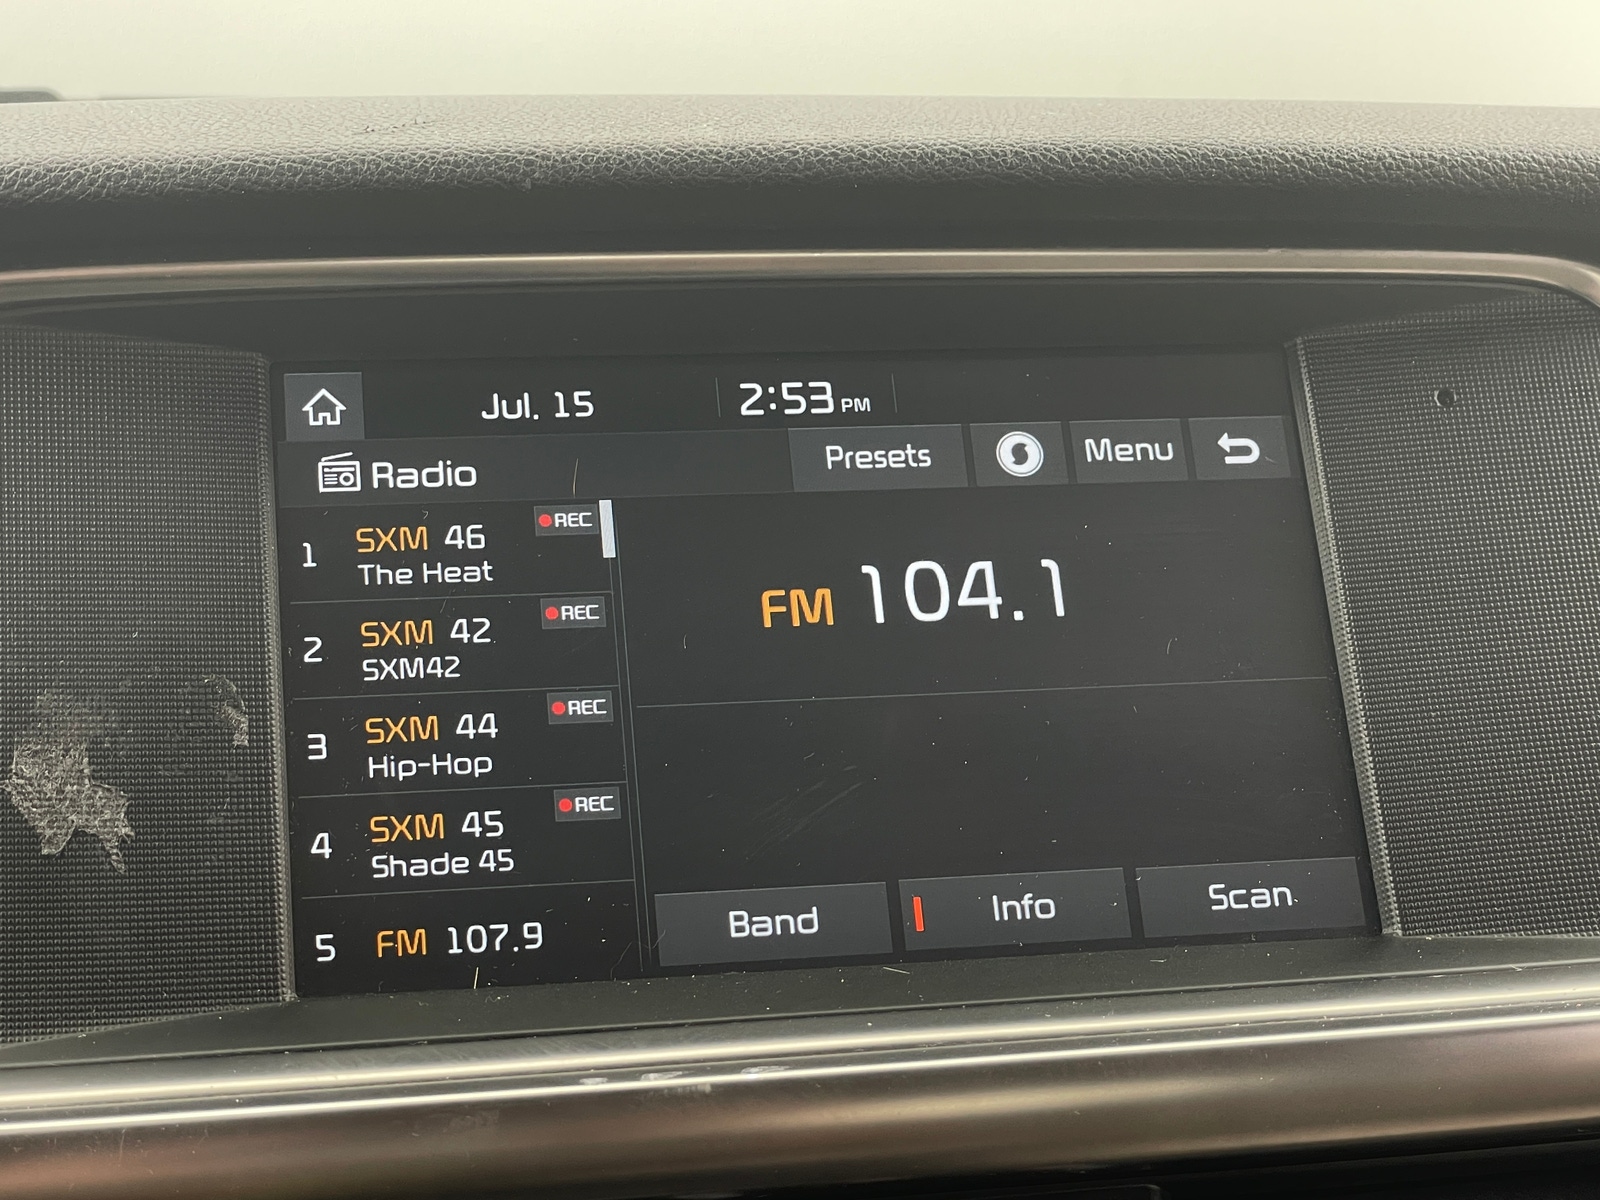 Jul. 15
2:53 PM
Radio
Presets
Menu
1 SXM 46 REC
The Heat
2 SXM 42 REC
SXM42
3 SXM 44 REC
Hip-Hop
4 SXM 45 REC
Shade 45
5 FM 107.9
FM 104.1
Band
Info
Scan